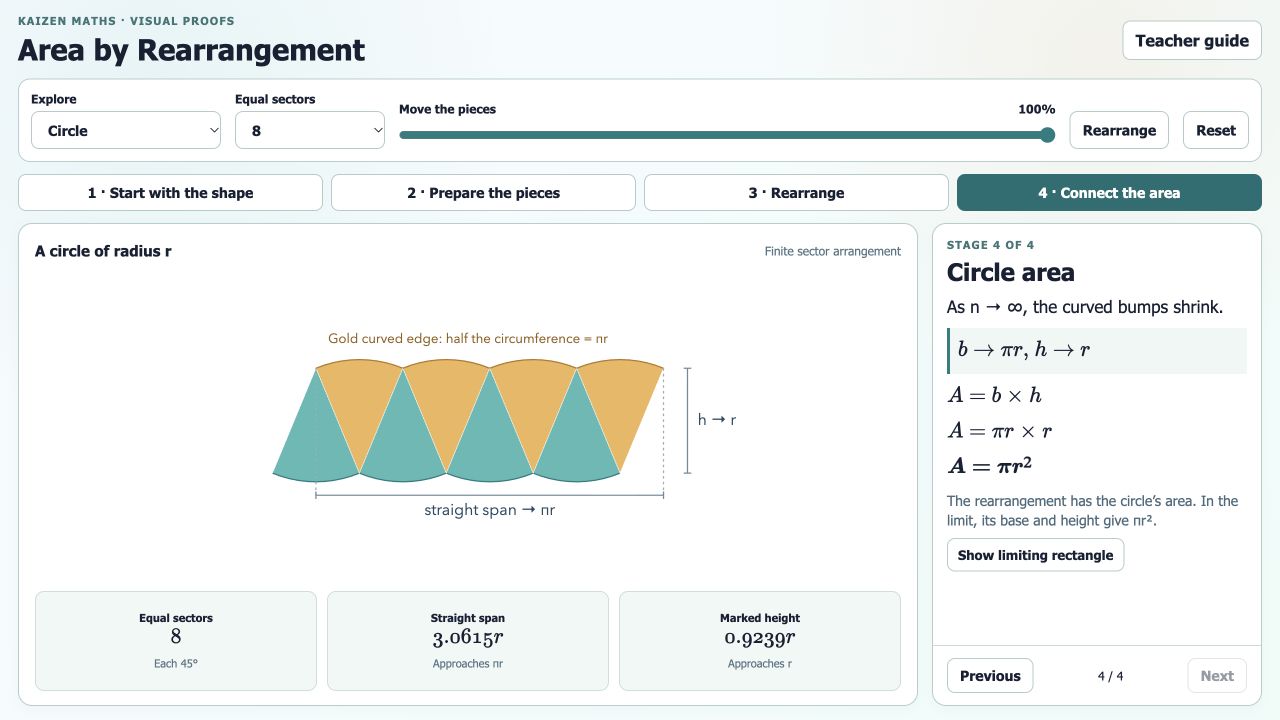 KAIZEN MATHS · VISUAL PROOFS
Area by Rearrangement
Teacher guide
Explore
Circle
Equal sectors
8
Move the pieces
100%
Rearrange
Reset
1 · Start with the shape
2 · Prepare the pieces
3 · Rearrange
4 · Connect the area
A circle of radius r
Finite sector arrangement
Gold curved edge: half the circumference = πr
h → r
straight span → πr
Equal sectors
8
Each 45°
Straight span
3.0615r
Approaches πr
Marked height
0.9239r
Approaches r
STAGE 4 OF 4
Circle area
As n → ∞, the curved bumps shrink.
b → πr, h → r
A = b × h
A = πr × r
A = πr²
The rearrangement has the circle’s area. In the
limit, its base and height give πr².
Show limiting rectangle
Previous
4 / 4
Next